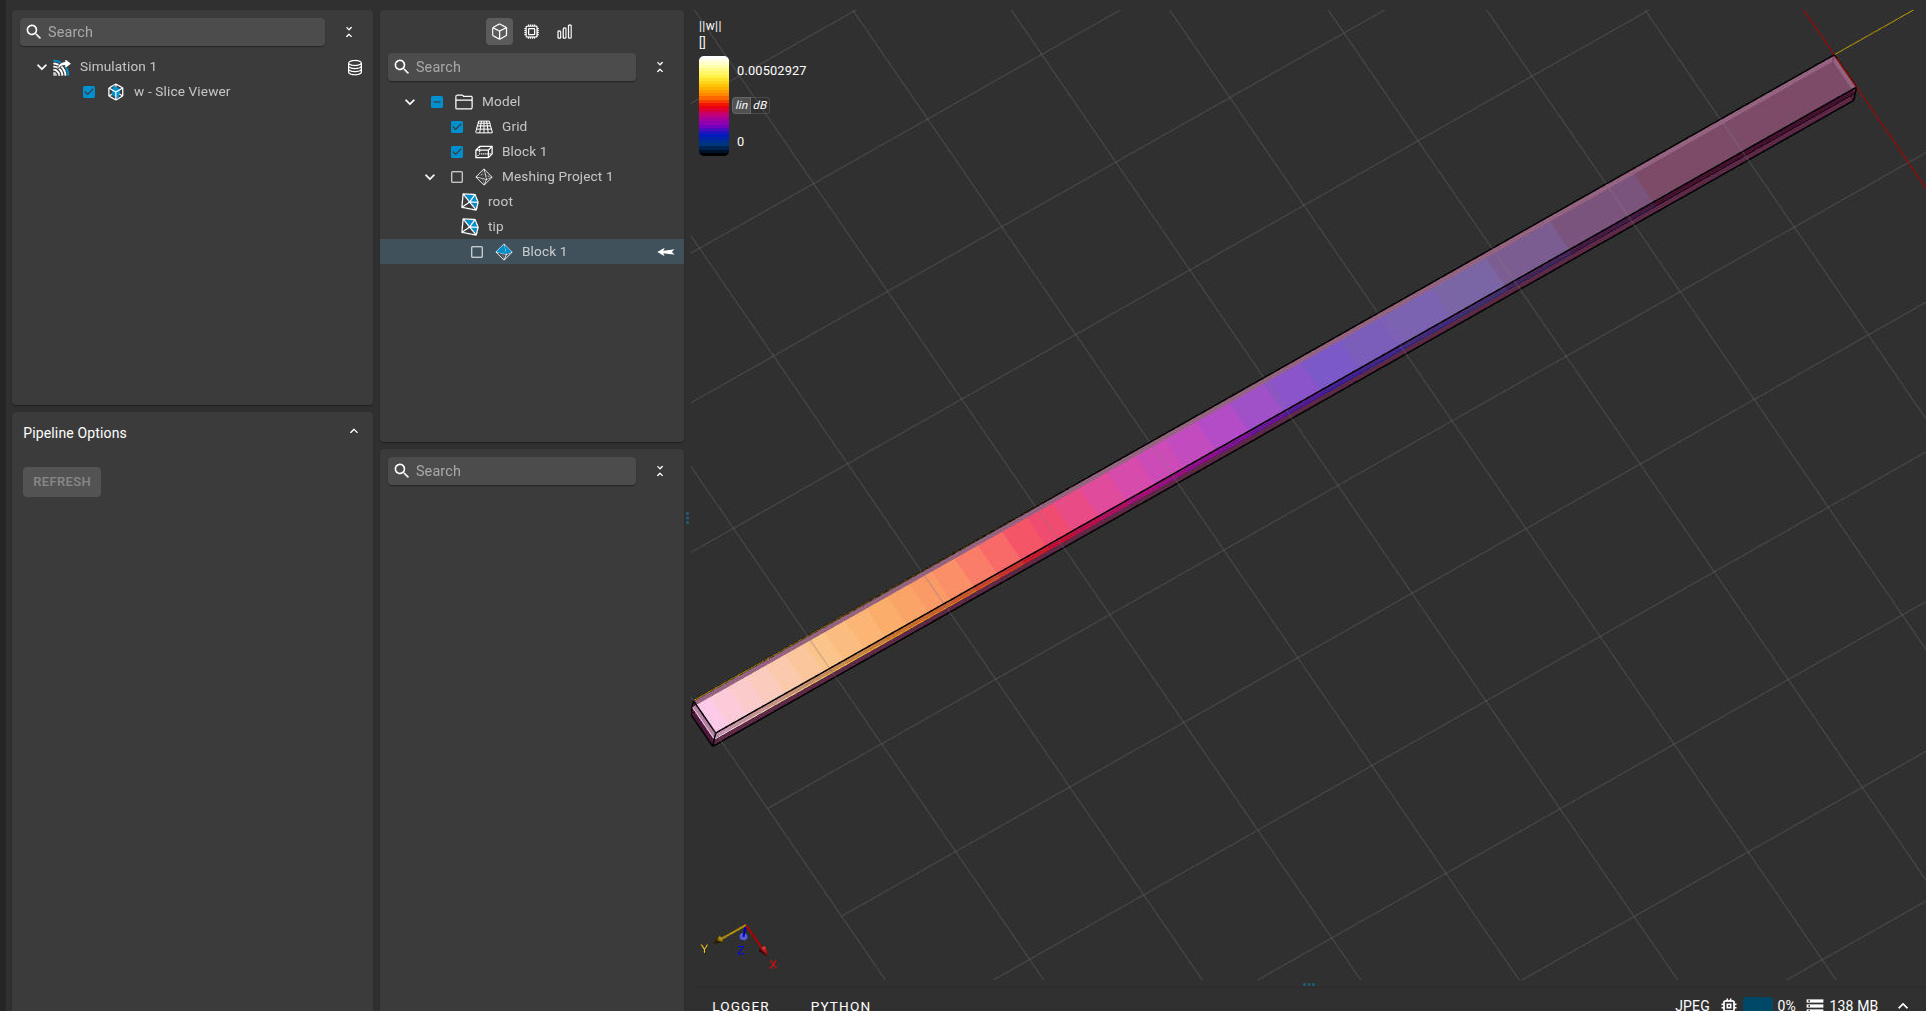 Search
Simulation 1
w - Slice Viewer
Pipeline Options
REFRESH
Search
Model
Grid
Block 1
Meshing Project 1
root
tip
Block 1
Search
||w||
[]
0.00502927
lin dB
0
Y
Z
X
LOGGER PYTHON
JPEG 0% 138 MB